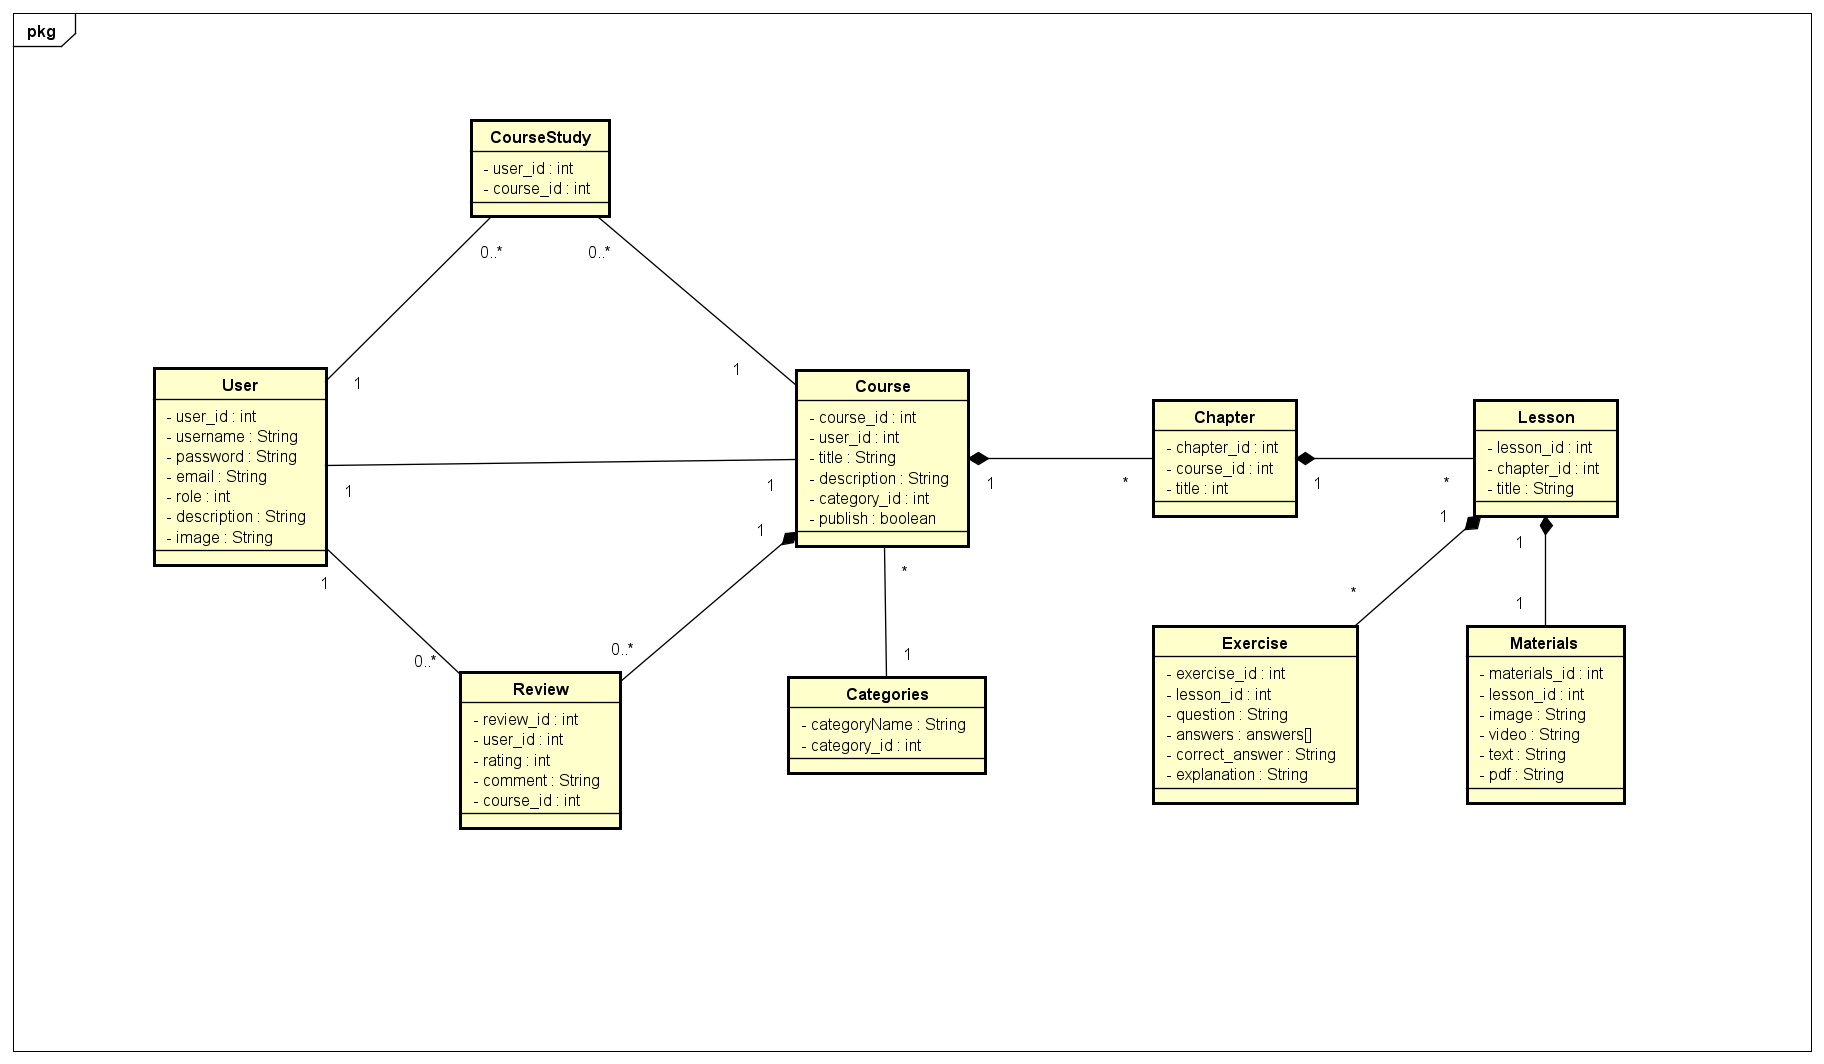 pkg
CourseStudy
- user_id : int
- course_id : int
0..*
0..*
1
1
User
- user_id : int
- username : String
- password : String
- email : String
- role : int
- description : String
- image : String
1
1
1
0..*
Course
- course_id : int
- user_id : int
- title : String
- description : String
- category_id : int
- publish : boolean
1
0..*
*
1
1
*
Chapter
- chapter_id : int
- course_id : int
- title : int
1
*
Lesson
- lesson_id : int
- chapter_id : int
- title : String
1
*
1
1
Review
- review_id : int
- user_id : int
- rating : int
- comment : String
- course_id : int
Categories
- categoryName : String
- category_id : int
Exercise
- exercise_id : int
- lesson_id : int
- question : String
- answers : answers[]
- correct_answer : String
- explanation : String
Materials
- materials_id : int
- lesson_id : int
- image : String
- video : String
- text : String
- pdf : String